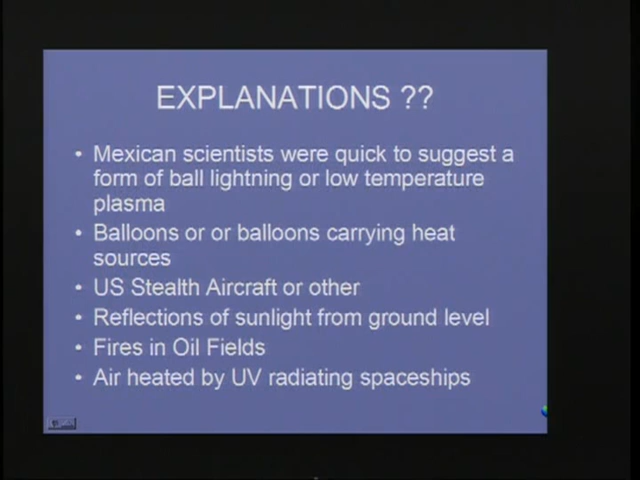 EXPLANATIONS ??
• Mexican scientists were quick to suggest a
form of ball lightning or low temperature
plasma
• Balloons or or balloons carrying heat
sources
• US Stealth Aircraft or other
• Reflections of sunlight from ground level
• Fires in Oil Fields
• Air heated by UV radiating spaceships